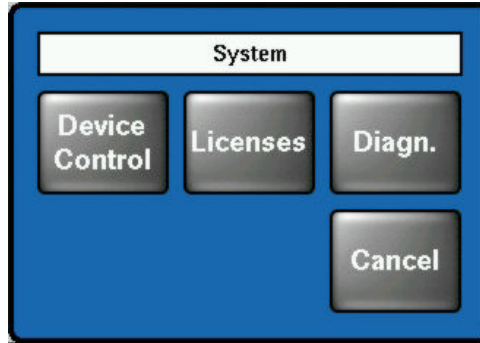 System
Device
Control
Licenses
Diagn.
Cancel